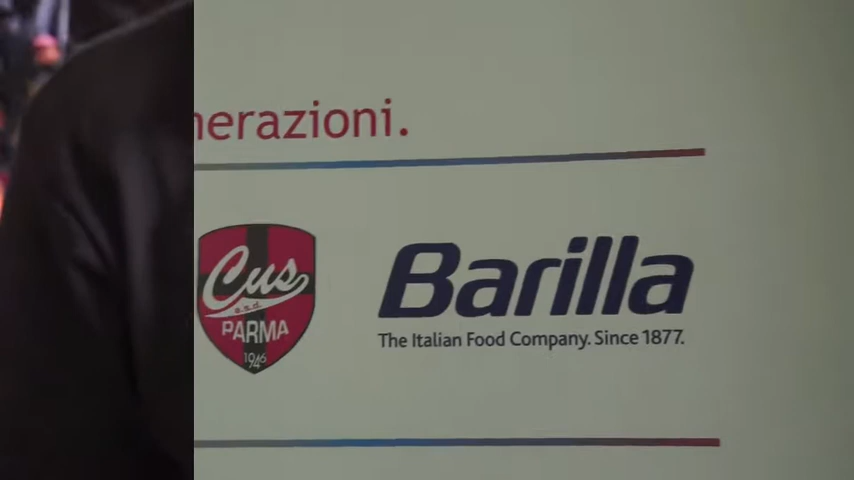 nerazioni.
Cus
a.s.d.
PARMA
1946
Barilla
The Italian Food Company. Since 1877.